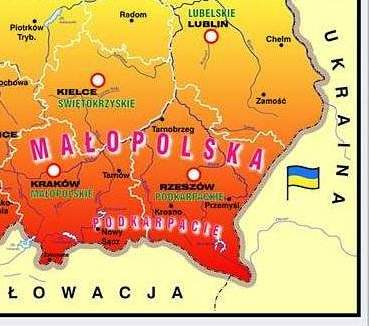 LUBELSKIE
LUBLIN
Radom
Piotrków
Tryb.
Chełm
KIELCE
ŚWIĘTOKRZYSKIE
Zamość
UKRAINA
Tarnobrzeg
MAŁOPOLSKA
KRAKÓW
MAŁOPOLSKIE
Tarnów
RZESZÓW
PODKARPACKIE
Krosno
Przemyśl
PODKARPACIE
Nowy
Sącz
ŁOWACJA